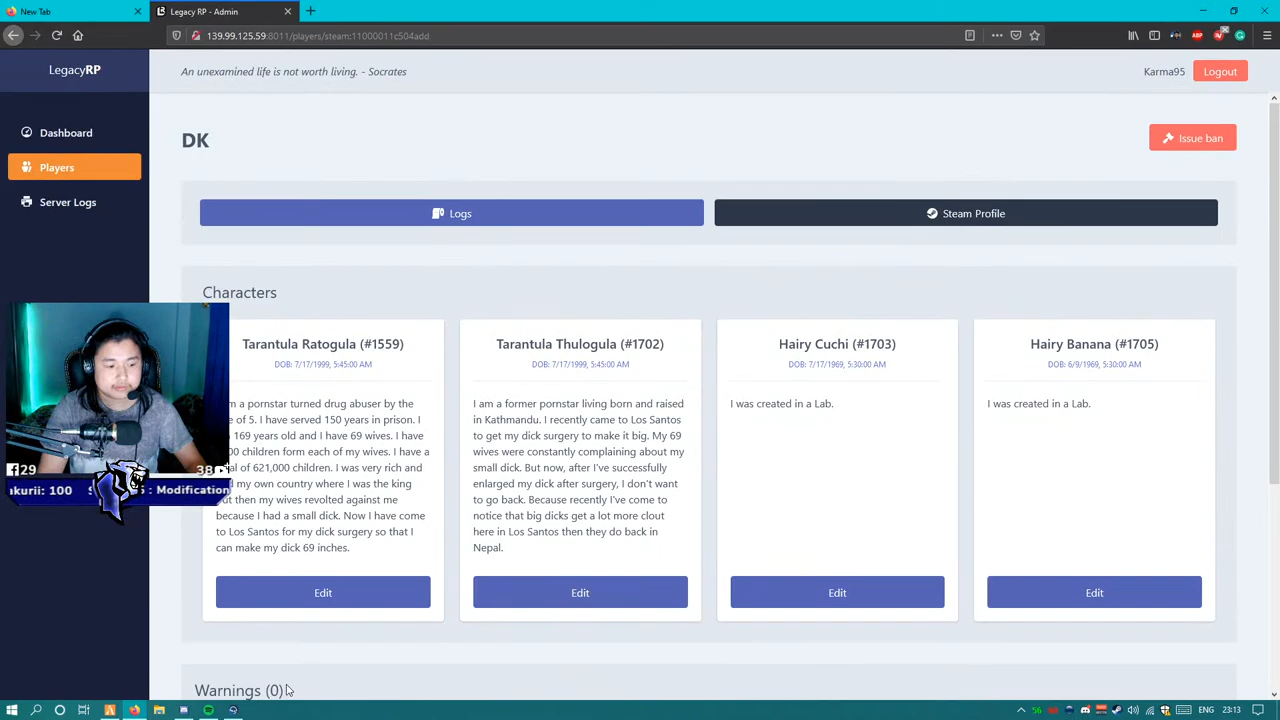 New Tab
Legacy RP - Admin
139.99.125.59:8011/players/steam:11000011c504add
LegacyRP
An unexamined life is not worth living. - Socrates
Karma95
Logout
Dashboard
Players
Server Logs
DK
Issue ban
Logs
Steam Profile
Characters
Tarantula Ratogula (#1559)
DOB: 7/17/1999, 5:45:00 AM
m a pornstar turned drug abuser by the
e of 5. I have served 150 years in prison. I
169 years old and I have 69 wives. I have
00 children form each of my wives. I have a
al of 621,000 children. I was very rich and
d my own country where I was the king
ut then my wives revolted against me
because I had a small dick. Now I have come
to Los Santos for my dick surgery so that I
can make my dick 69 inches.
Edit
Tarantula Thulogula (#1702)
DOB: 7/17/1999, 5:45:00 AM
I am a former pornstar living born and raised
in Kathmandu. I recently came to Los Santos
to get my dick surgery to make it big. My 69
wives were constantly complaining about my
small dick. But now, after I've successfully
enlarged my dick after surgery, I don't want
to go back. Because recently I've come to
notice that big dicks get a lot more clout
here in Los Santos then they do back in
Nepal.
Edit
Hairy Cuchi (#1703)
DOB: 7/17/1969, 5:30:00 AM
I was created in a Lab.
Edit
Hairy Banana (#1705)
DOB: 6/9/1969, 5:30:00 AM
I was created in a Lab.
Edit
29
380
akurii: 100 S : Modification
Warnings (0)
56
ENG
23:13